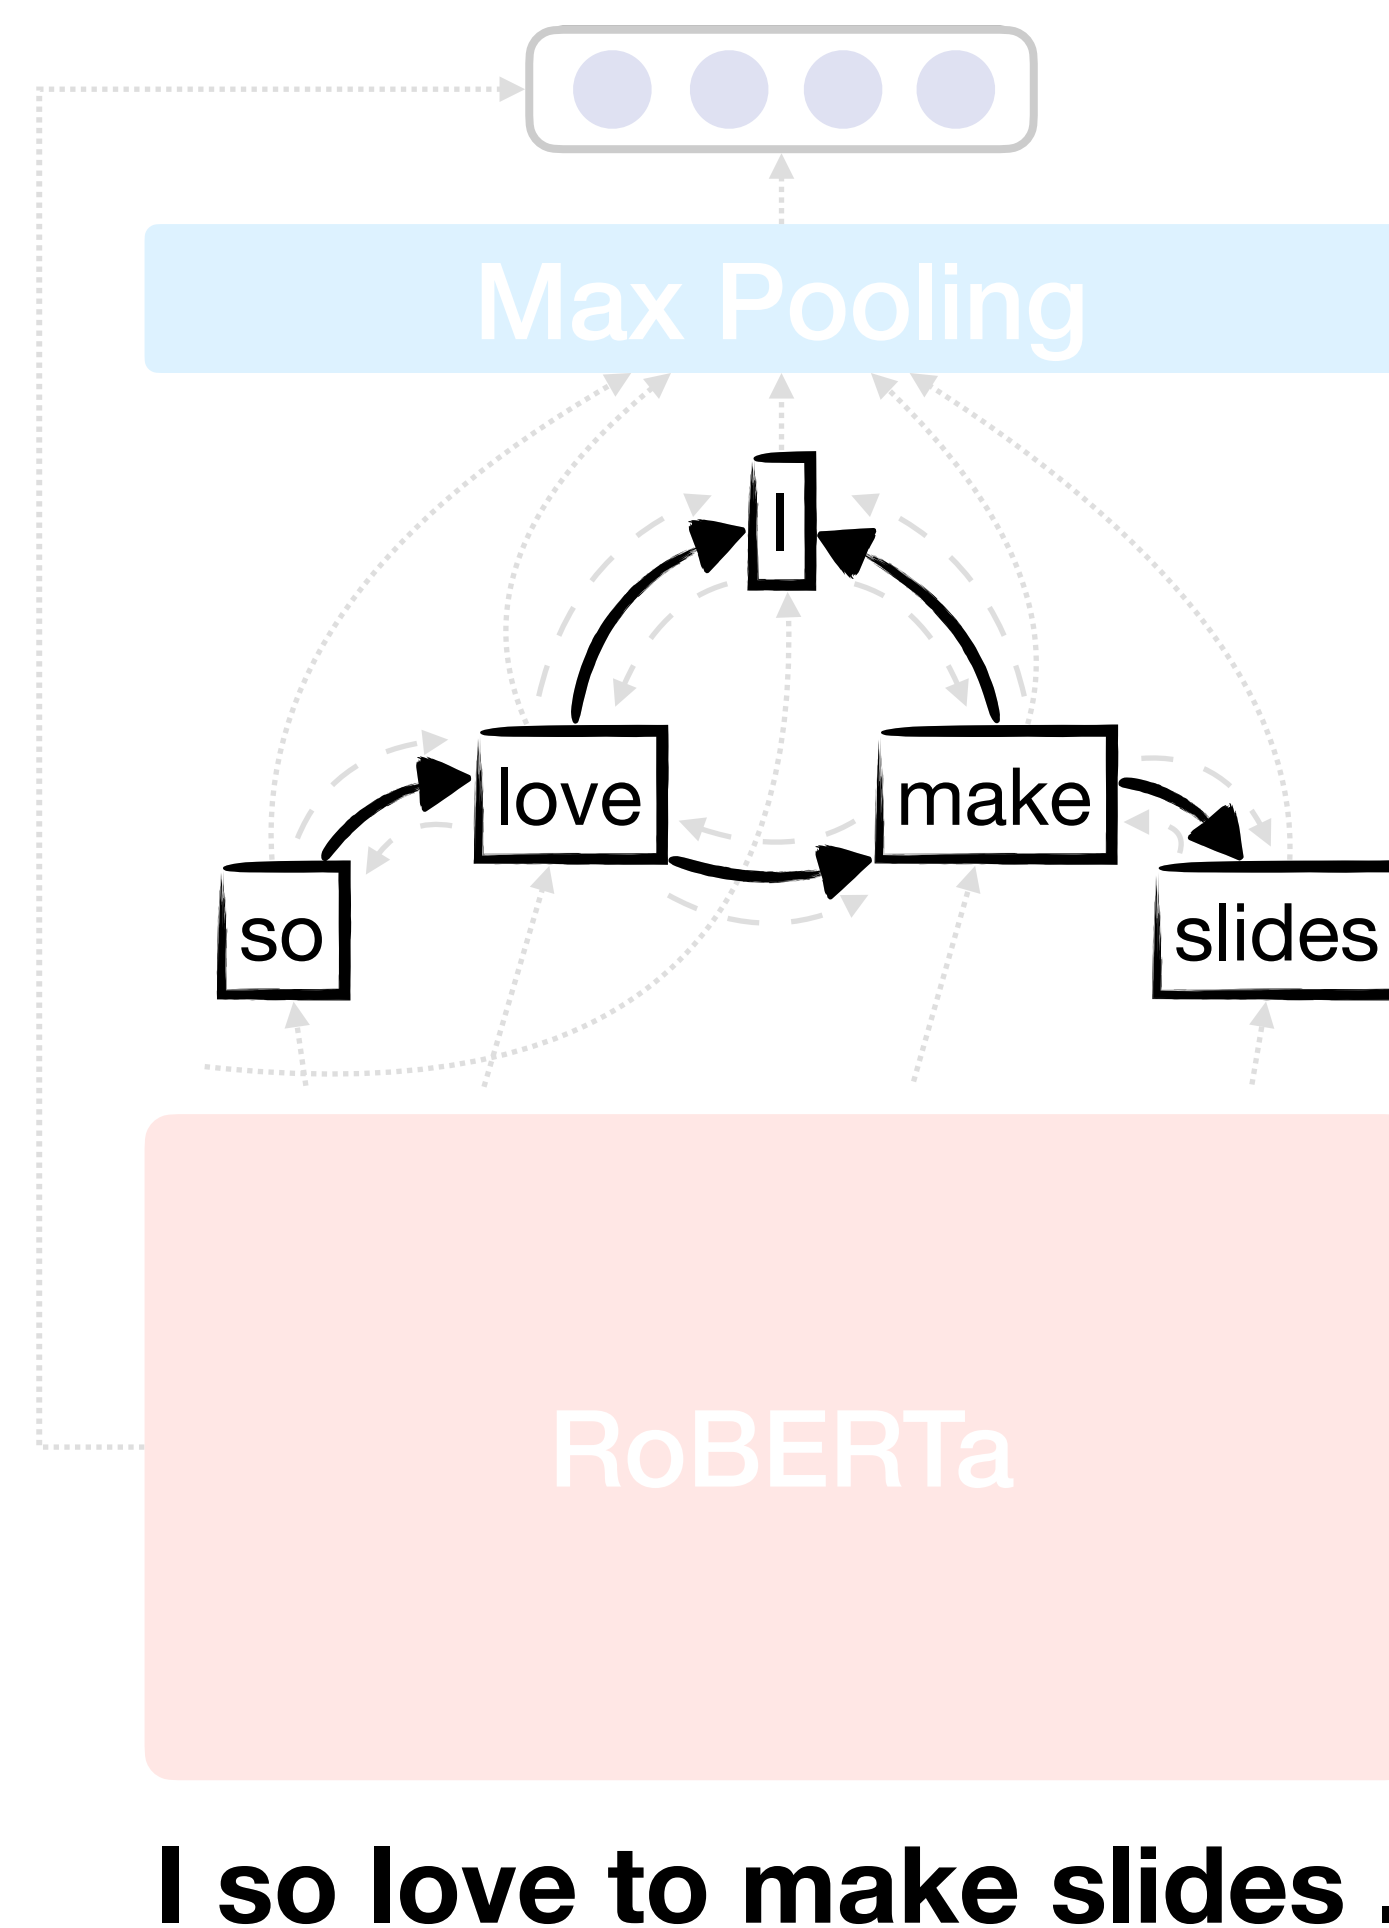 Max Pooling
I
love
make
so
slides
RoBERTa
I so love to make slides .